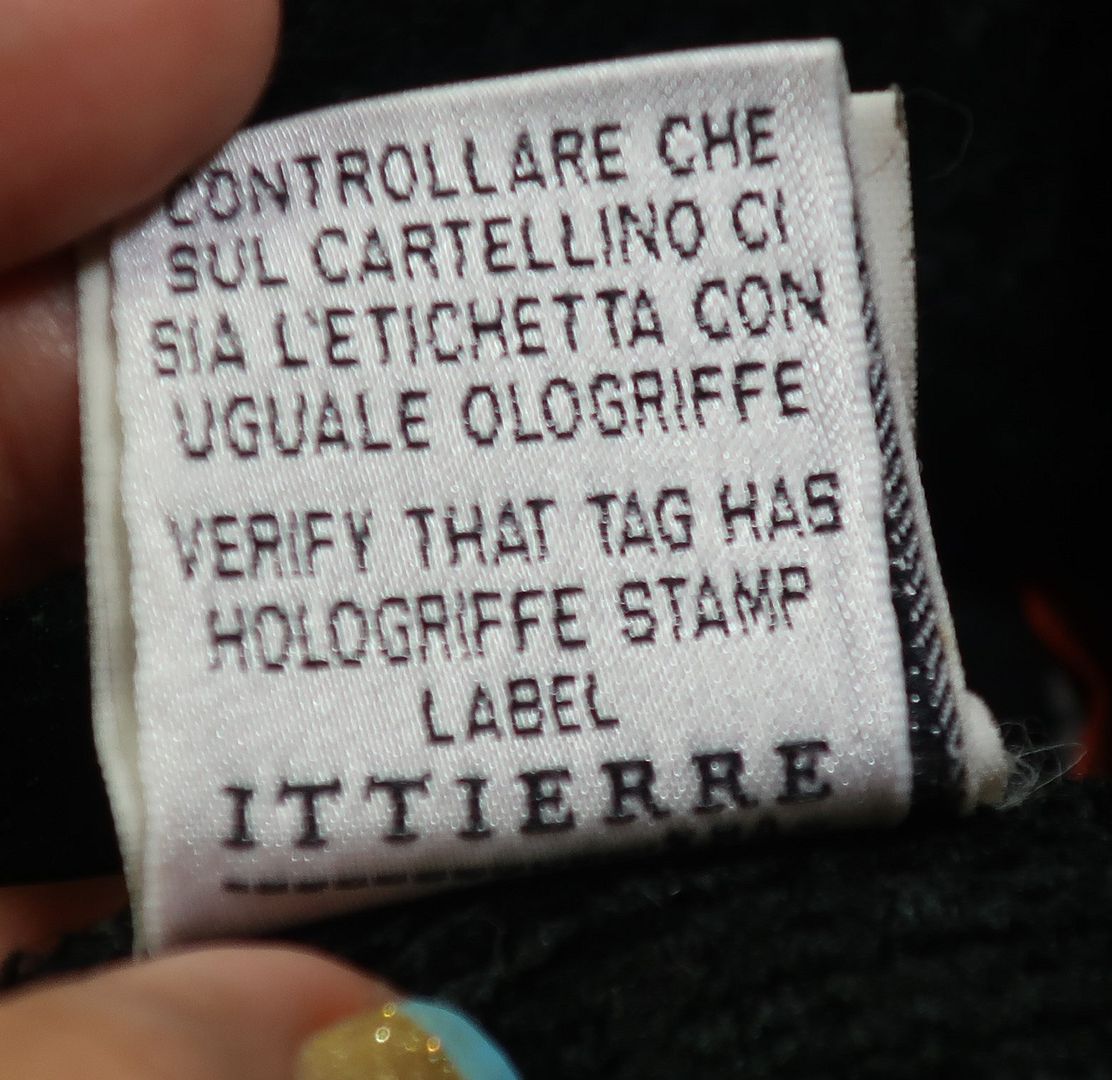 CONTROLLARE CHE
SUL CARTELLINO CI
SIA L'ETICHETTA CON
UGUALE OLOGRIFFE
VERIFY THAT TAG HAS
HOLOGRIFFE STAMP
LABEL
ITTIERRE